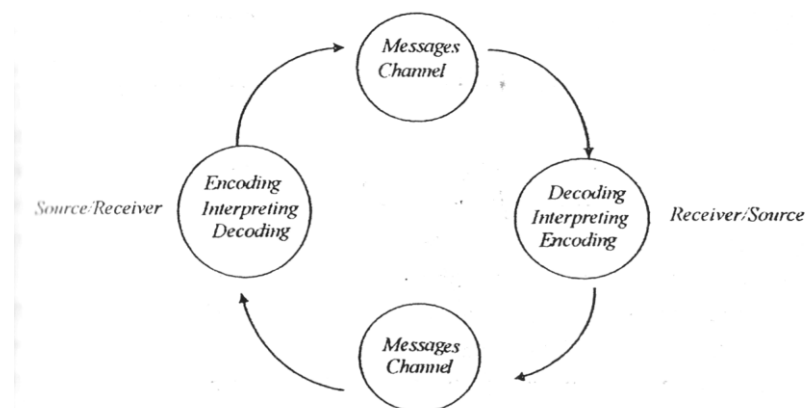 Messages
Channel
Source/Receiver
Encoding
Interpreting
Decoding
Decoding
Interpreting
Encoding
Receiver/Source
Messages
Channel